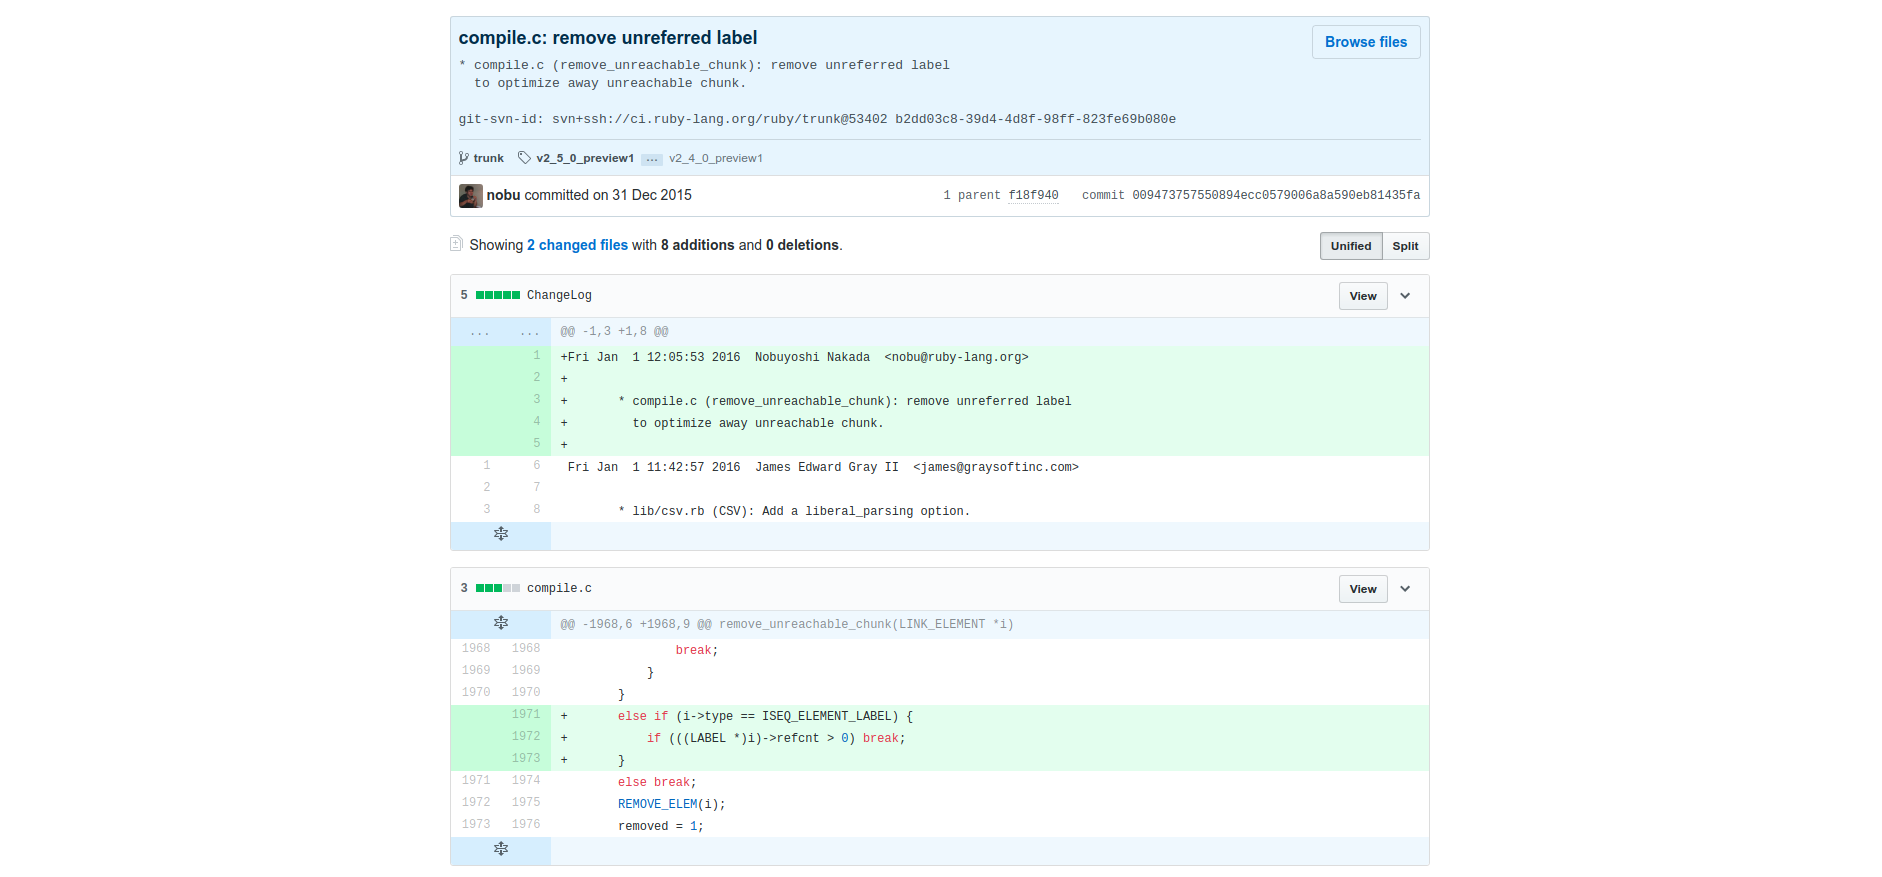 compile.c: remove unreferred label
Browse files
* compile.c (remove_unreachable_chunk): remove unreferred label
to optimize away unreachable chunk.
git-svn-id: svn+ssh://ci.ruby-lang.org/ruby/trunk@53402 b2dd03c8-39d4-4d8f-98ff-823fe69b080e
trunk v2_5_0_preview1 ... v2_4_0_preview1
nobu committed on 31 Dec 2015 1 parent f18f940 commit 009473757550894ecc0579006a8a590eb81435fa
Showing 2 changed files with 8 additions and 0 deletions. Unified Split
5 ChangeLog View
... ... @@ -1,3 +1,8 @@
1 +Fri Jan  1 12:05:53 2016  Nobuyoshi Nakada  <nobu@ruby-lang.org>
2 +
3 + * compile.c (remove_unreachable_chunk): remove unreferred label
4 + to optimize away unreachable chunk.
5 +
1 6 Fri Jan  1 11:42:57 2016  James Edward Gray II  <james@graysoftinc.com>
2 7
3 8 * lib/csv.rb (CSV): Add a liberal_parsing option.
3 compile.c View
@@ -1968,6 +1968,9 @@ remove_unreachable_chunk(LINK_ELEMENT *i)
1968 1968 break;
1969 1969 }
1970 1970 }
1971 + else if (i->type == ISEQ_ELEMENT_LABEL) {
1972 + if (((LABEL *)i)->refcnt > 0) break;
1973 + }
1971 1974 else break;
1972 1975 REMOVE_ELEM(i);
1973 1976 removed = 1;